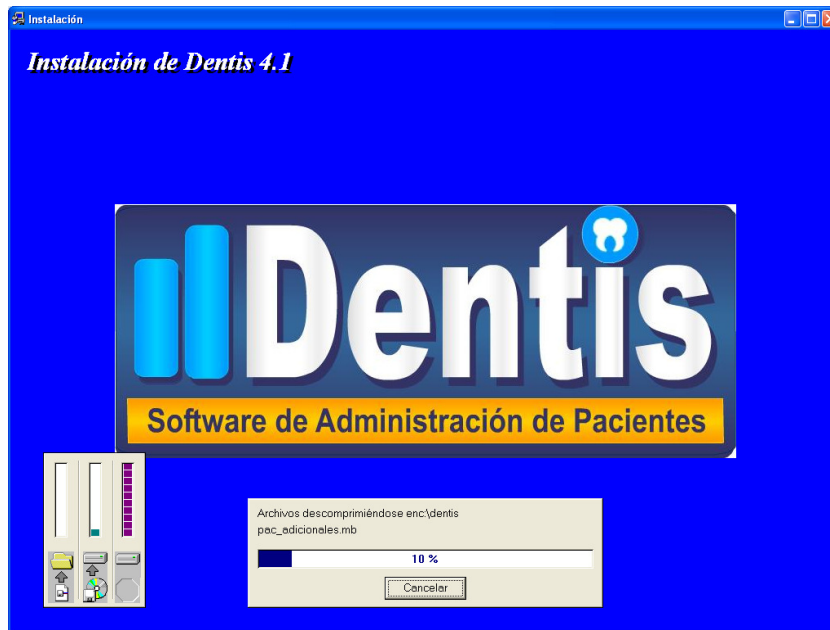 Instalación
Instalación de Dentis 4.1
Dentis
Software de Administración de Pacientes
Archivos descomprimiéndose enc:\dentis
pac_adicionales.mb
10 %
Cancelar